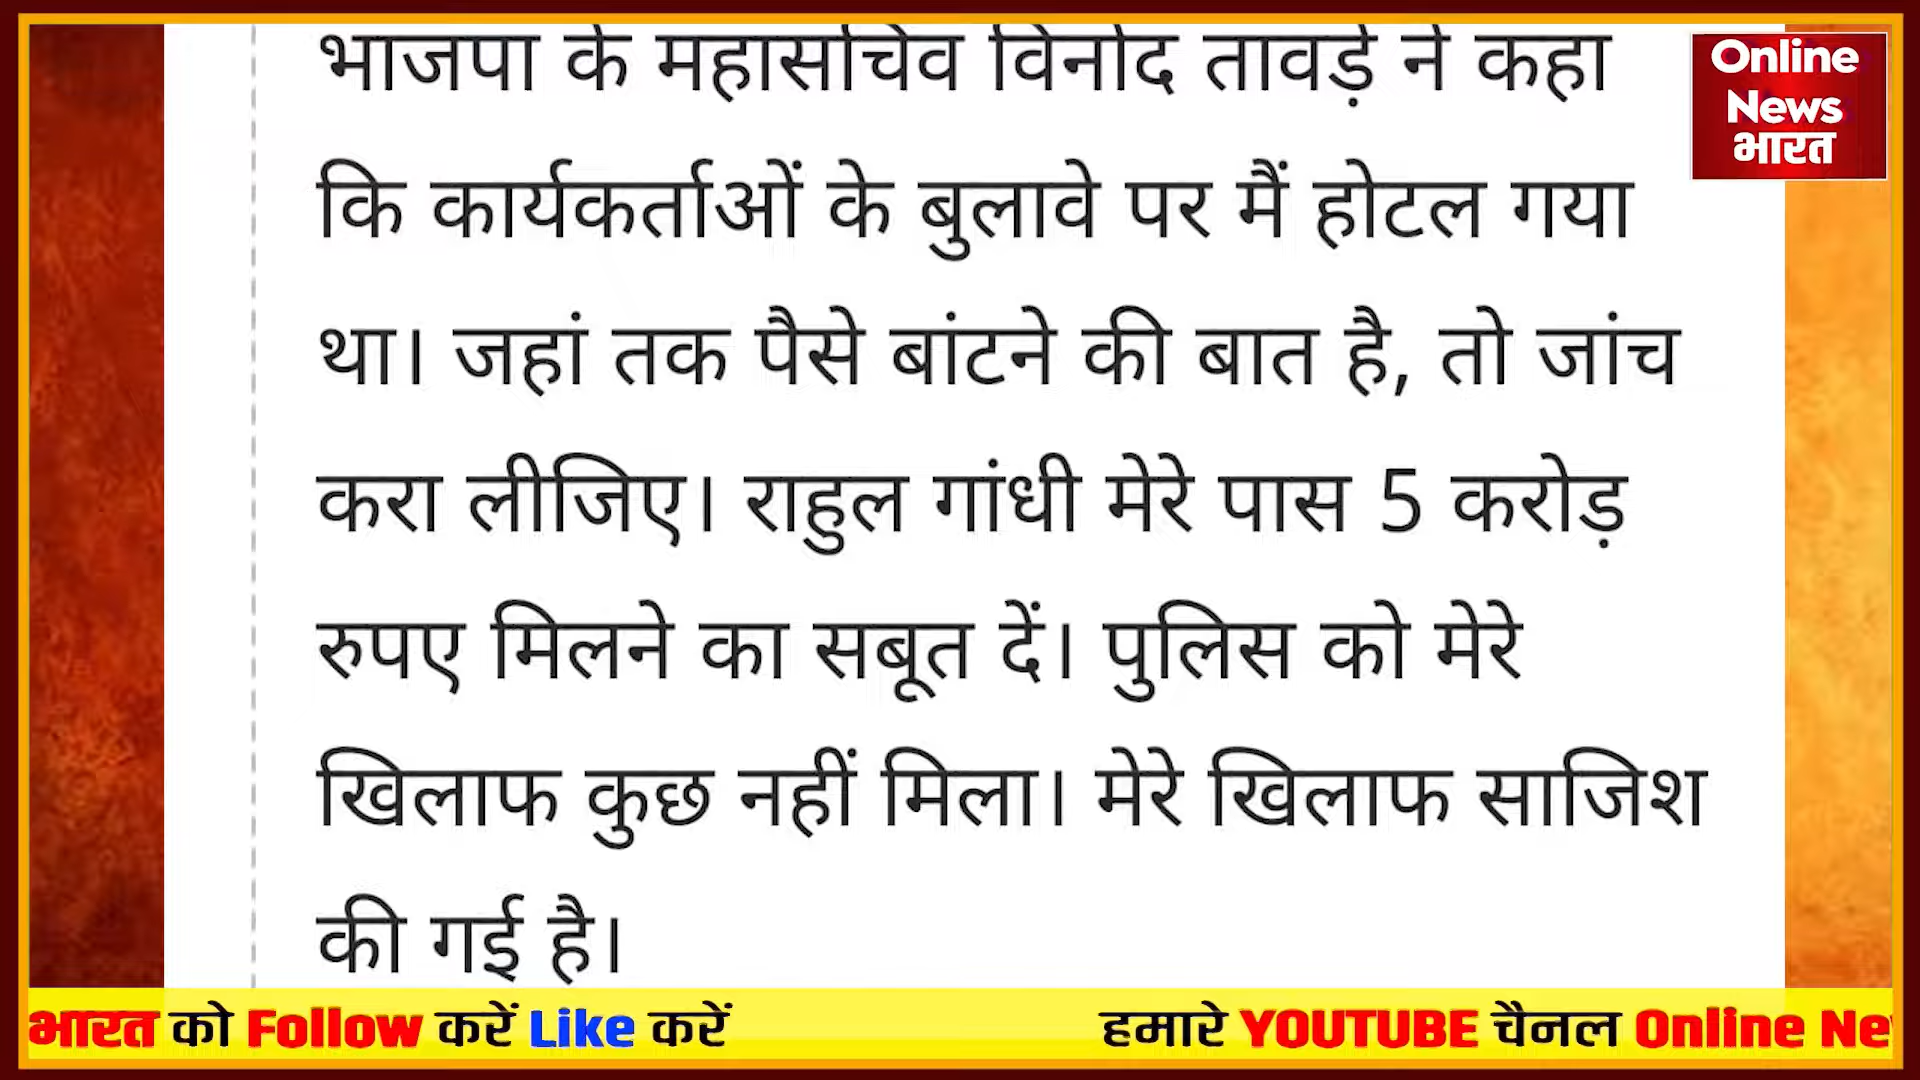 भाजपा के महासचिव विनोद तावड़े ने कहा
Online
News
भारत
कि कार्यकर्ताओं के बुलावे पर मैं होटल गया
था। जहां तक पैसे बांटने की बात है, तो जांच
करा लीजिए। राहुल गांधी मेरे पास 5 करोड़
रुपए मिलने का सबूत दें। पुलिस को मेरे
खिलाफ कुछ नहीं मिला। मेरे खिलाफ साजिश
की गई है।
भारत को Follow करें Like करें हमारे YOUTUBE चैनल Online Ne